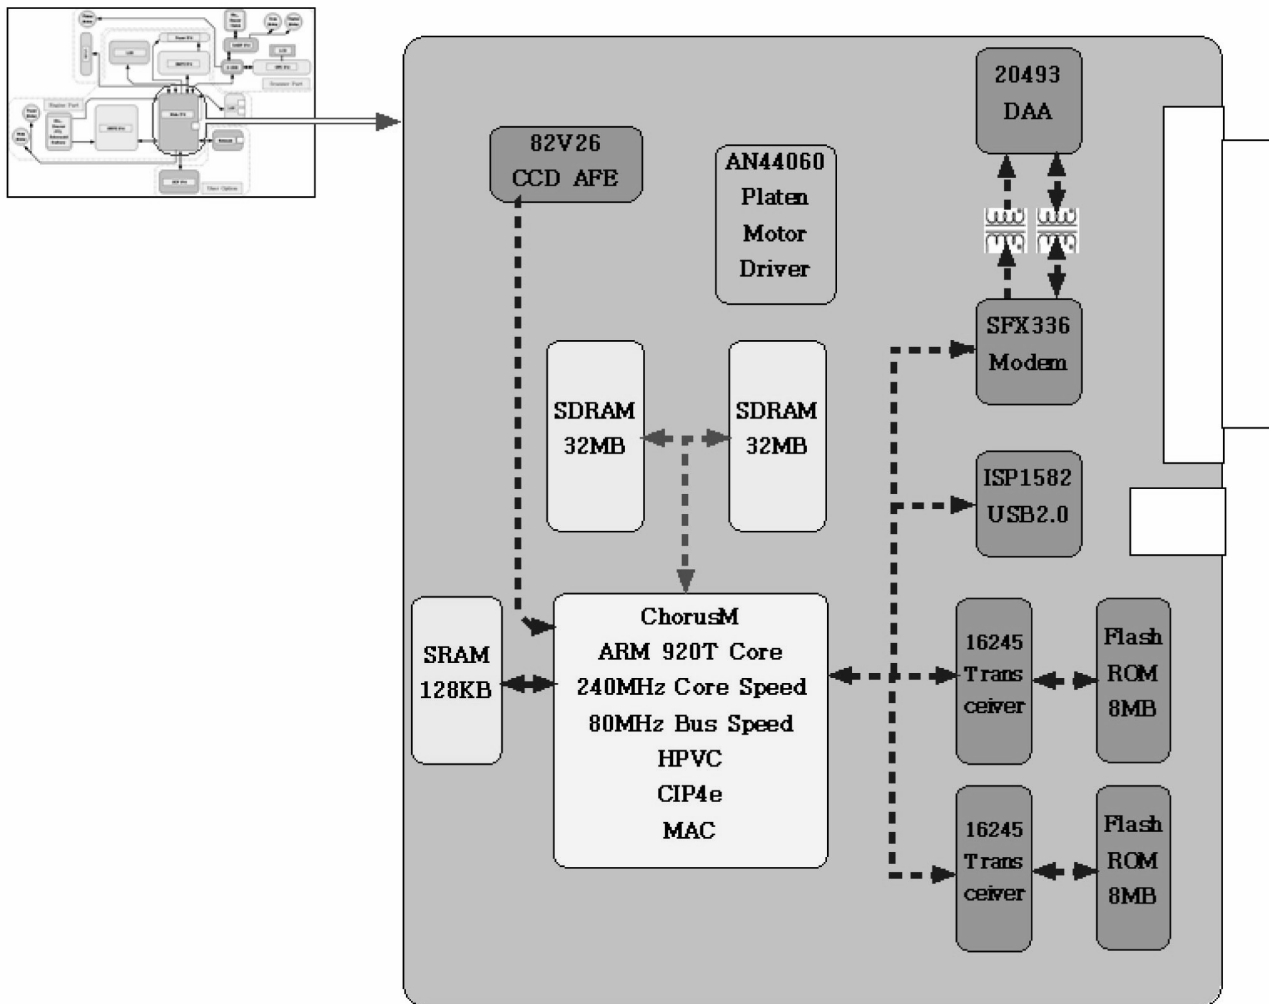 20493
DAA
82V26
CCD AFE
AN44060
Platen
Motor
Driver
SFX336
Modem
SDRAM
32MB
SDRAM
32MB
ISP1582
USB2.0
SRAM
128KB
ChorusM
ARM 920T Core
240MHz Core Speed
80MHz Bus Speed
HPVC
CIP4e
MAC
16245
Trans
ceiver
Flash
ROM
8MB
16245
Trans
ceiver
Flash
ROM
8MB